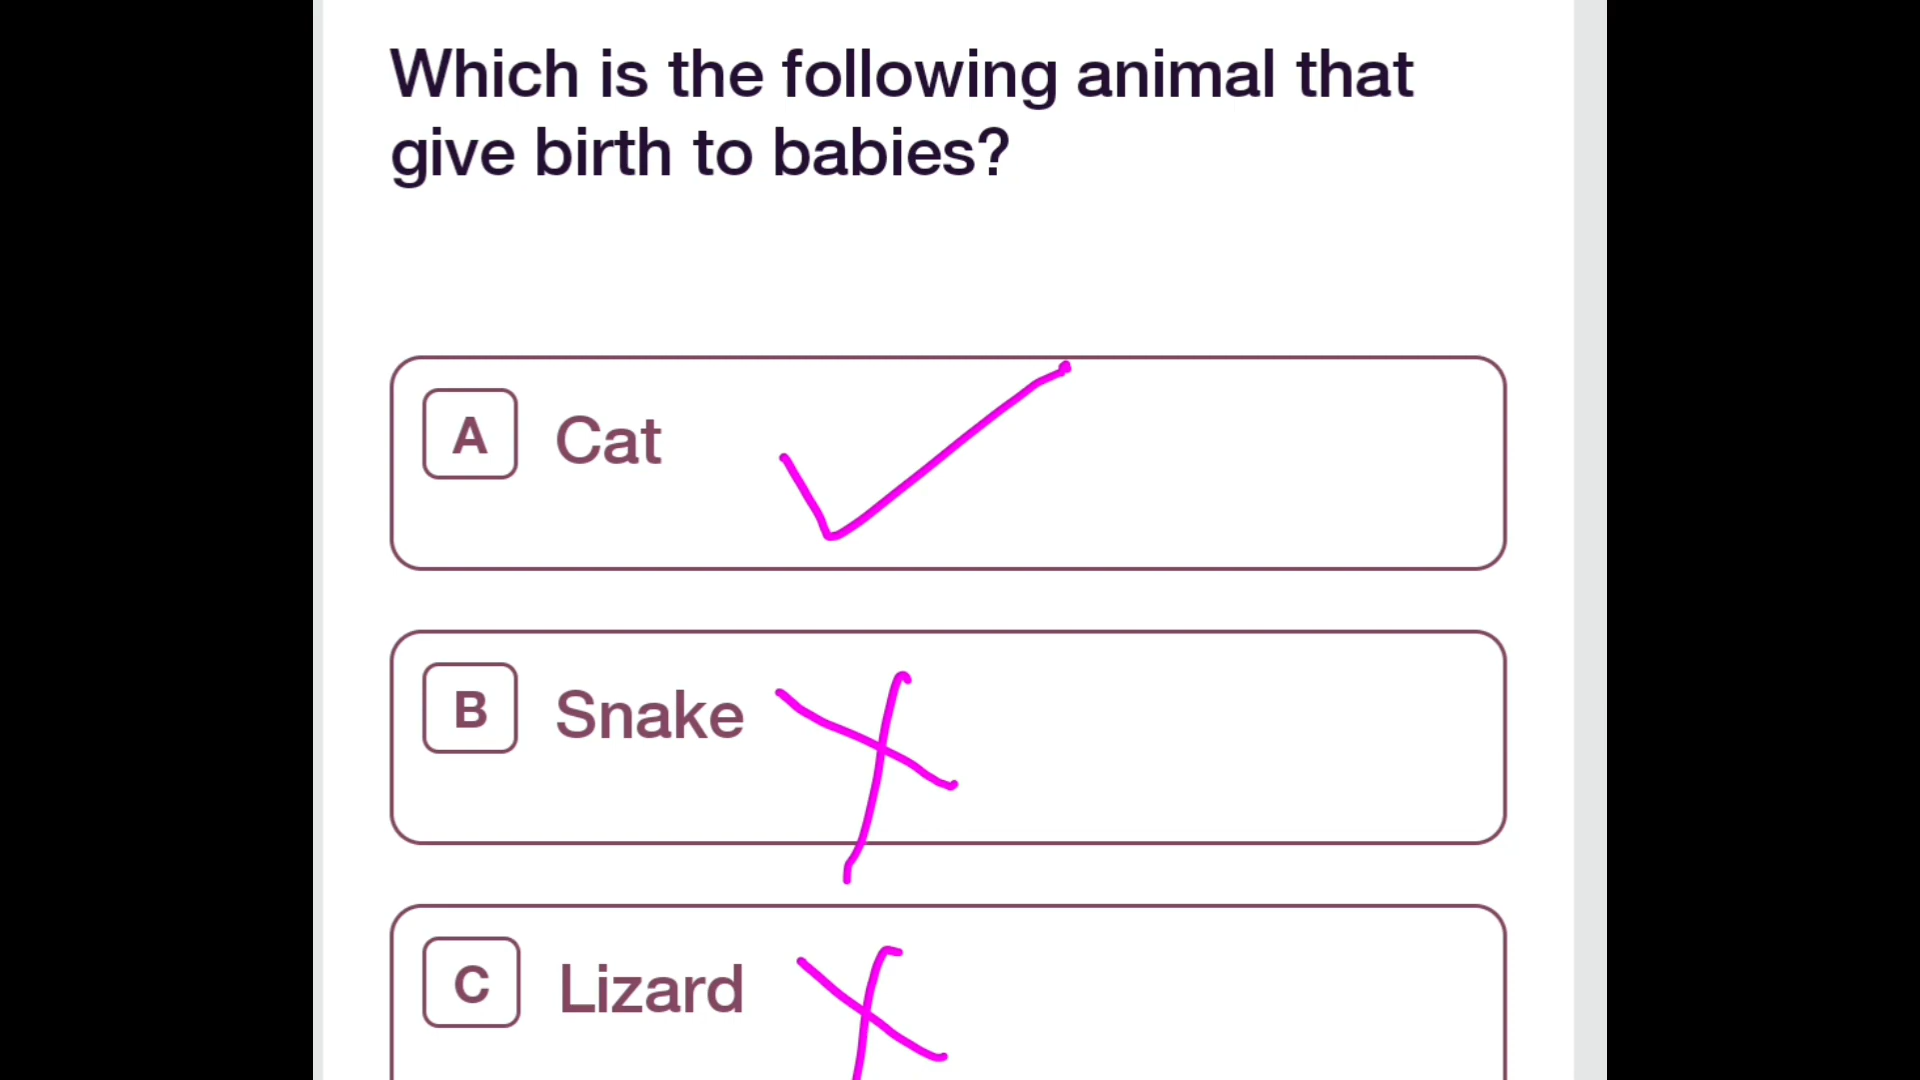 Which is the following animal that
give birth to babies?
A Cat
B Snake
C Lizard